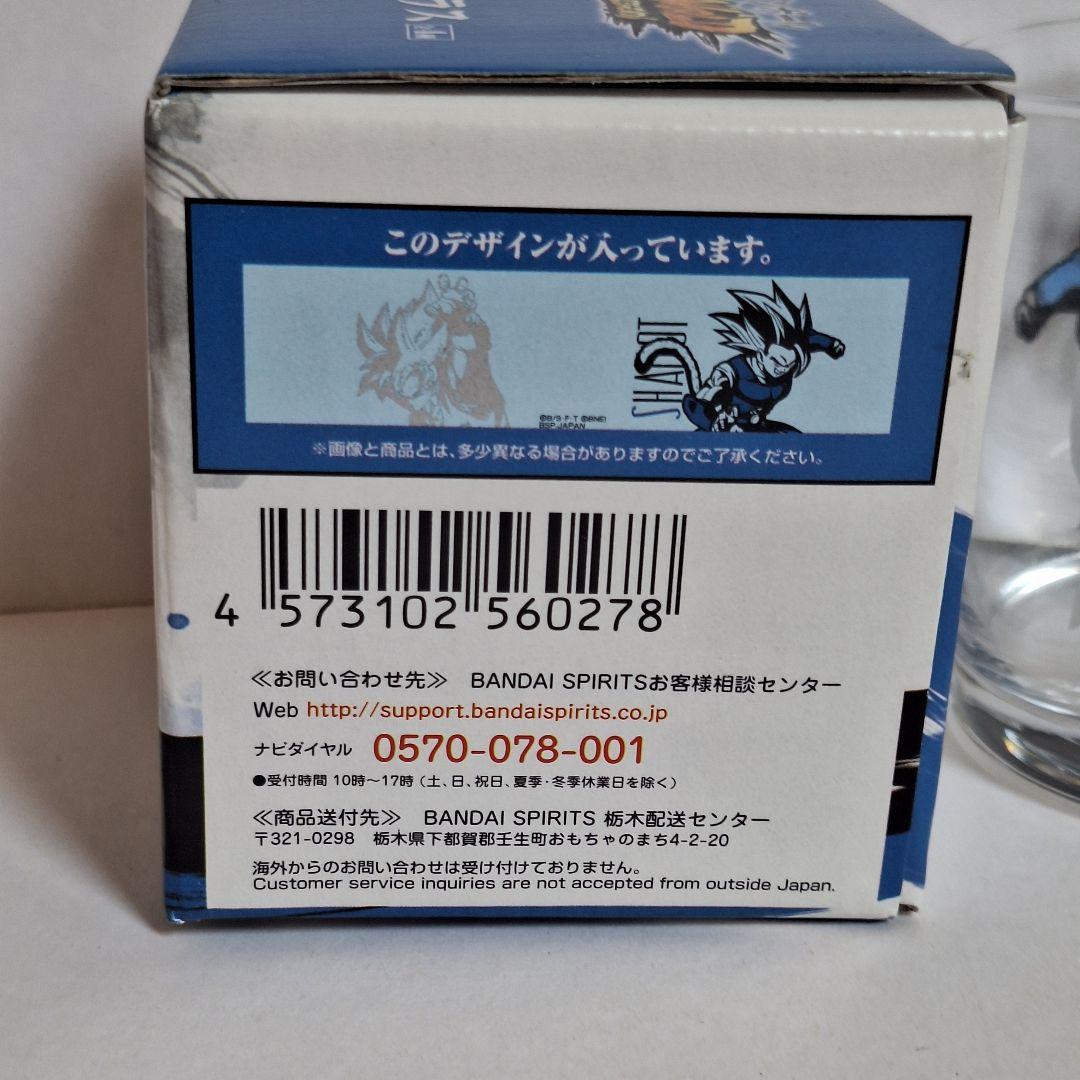 ラス
このデザインが入っています。
SHALLOT
©B/S・F・T ©BNEI
BSP, JAPAN
※画像と商品とは、多少異なる場合がありますのでご了承ください。
4 573102 560278
≪お問い合わせ先≫ BANDAI SPIRITSお客様相談センター
Web http://support.bandaispirits.co.jp
ナビダイヤル 0570-078-001
●受付時間 10時〜17時（土、日、祝日、夏季・冬季休業日を除く）
≪商品送付先≫ BANDAI SPIRITS 栃木配送センター
〒321-0298 栃木県下都賀郡壬生町おもちゃのまち4-2-20
海外からのお問い合わせは受け付けておりません。
Customer service inquiries are not accepted from outside Japan.